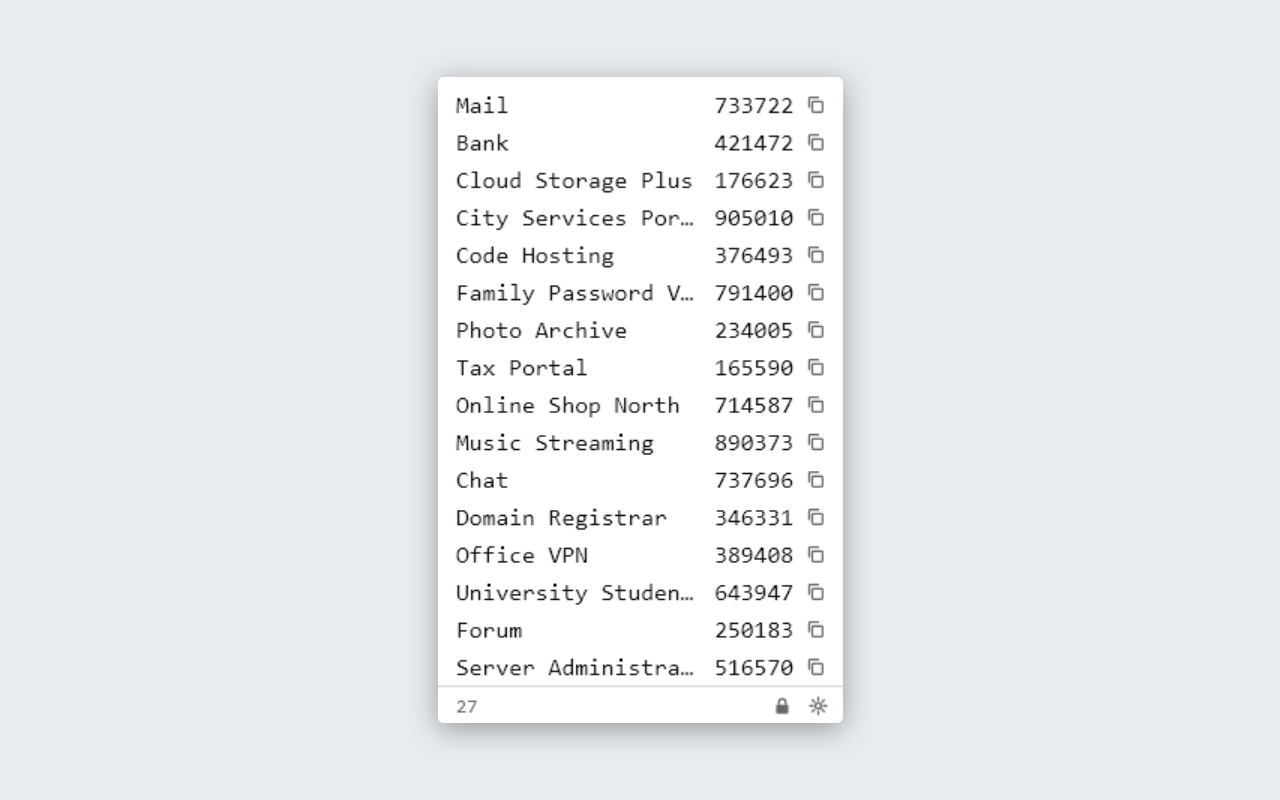 Mail 733722
Bank 421472
Cloud Storage Plus 176623
City Services Por… 905010
Code Hosting 376493
Family Password V… 791400
Photo Archive 234005
Tax Portal 165590
Online Shop North 714587
Music Streaming 890373
Chat 737696
Domain Registrar 346331
Office VPN 389408
University Studen… 643947
Forum 250183
Server Administra… 516570
27